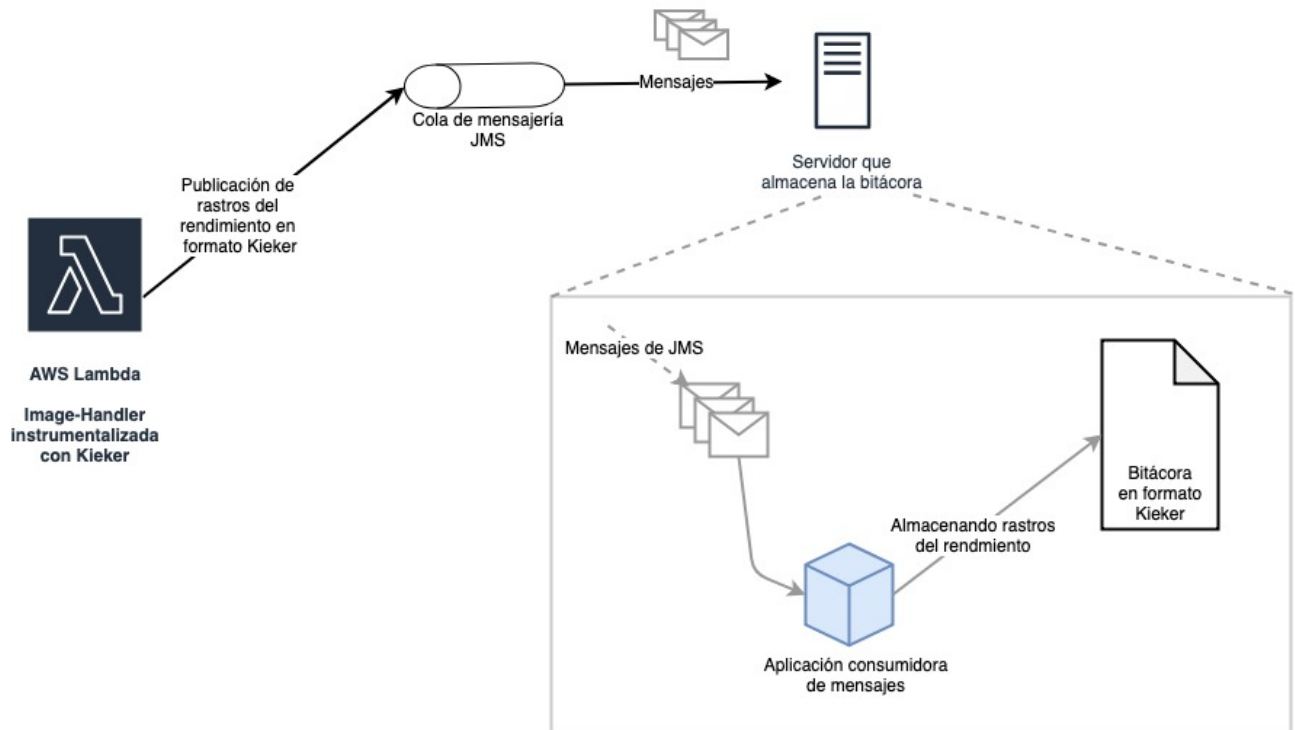 Mensajes
Cola de mensajería
JMS
Servidor que
almacena la bitácora
Publicación de
rastros del
rendimiento en
formato Kieker
AWS Lambda
Image-Handler
instrumentalizada
con Kieker
Mensajes de JMS
Bitácora
en formato
Kieker
Almacenando rastros
del rendmiento
Aplicación consumidora
de mensajes